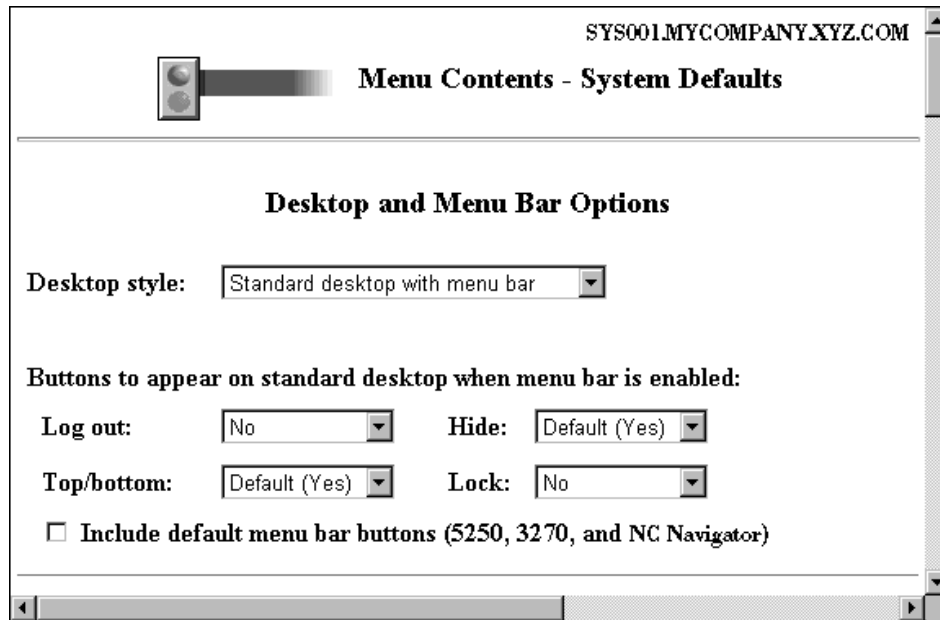 SYS001.MYCOMPANY.XYZ.COM
Menu Contents - System Defaults
Desktop and Menu Bar Options
Desktop style: Standard desktop with menu bar
Buttons to appear on standard desktop when menu bar is enabled:
Log out: No Hide: Default (Yes)
Top/bottom: Default (Yes) Lock: No
Include default menu bar buttons (5250, 3270, and NC Navigator)